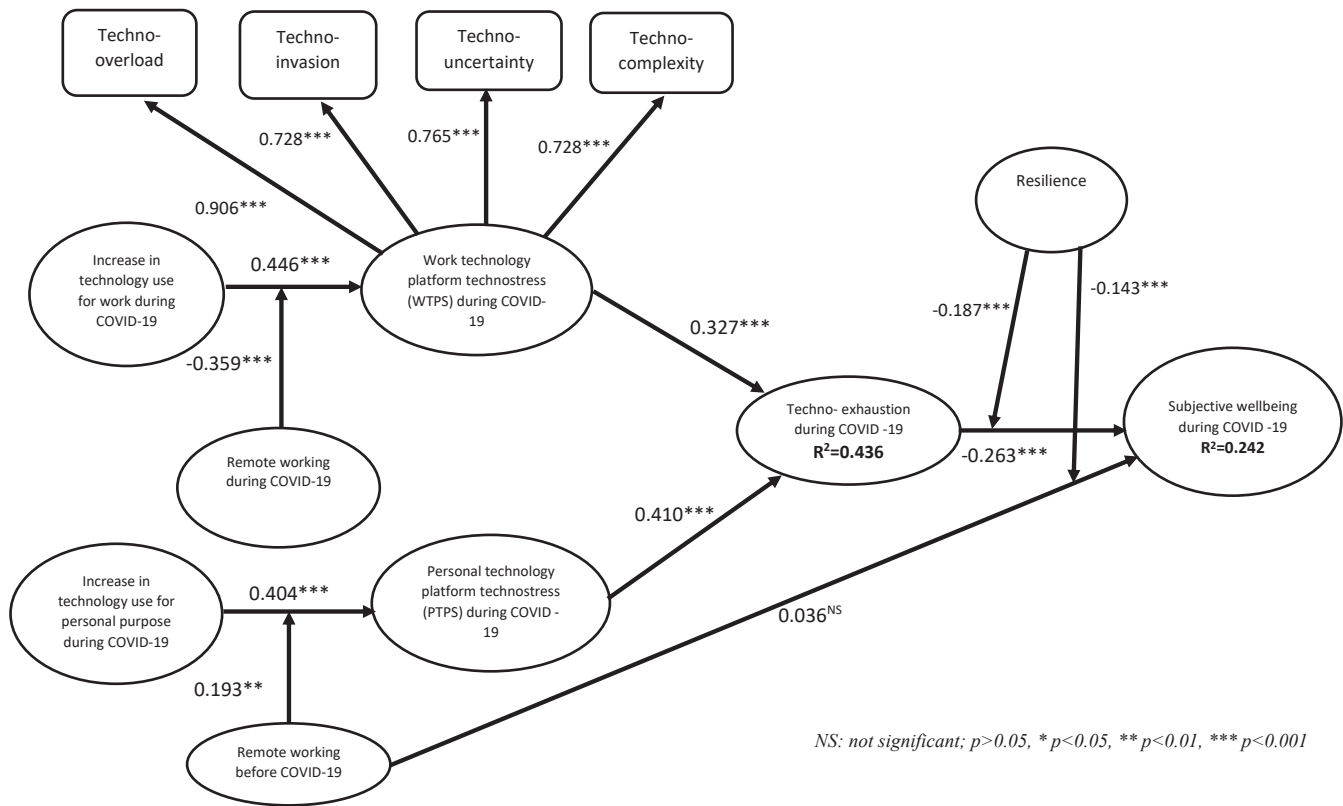 Techno-
overload
Techno-
invasion
Techno-
uncertainty
Techno-
complexity
0.906***
0.728***
0.765***
0.728***
Resilience
Increase in
technology use
for work during
COVID-19
0.446***
Work technology
platform technostress
(WTPS) during COVID-
19
-0.359***
Remote working
during COVID-19
0.327***
-0.187***
-0.143***
Techno- exhaustion
during COVID -19
R²=0.436
-0.263***
Subjective wellbeing
during COVID -19
R²=0.242
Increase in
technology use for
personal purpose
during COVID-19
0.404***
Personal technology
platform technostress
(PTPS) during COVID -
19
0.410***
0.193**
Remote working
before COVID-19
0.036ᴺˢ
NS: not significant; p>0.05, * p<0.05, ** p<0.01, *** p<0.001